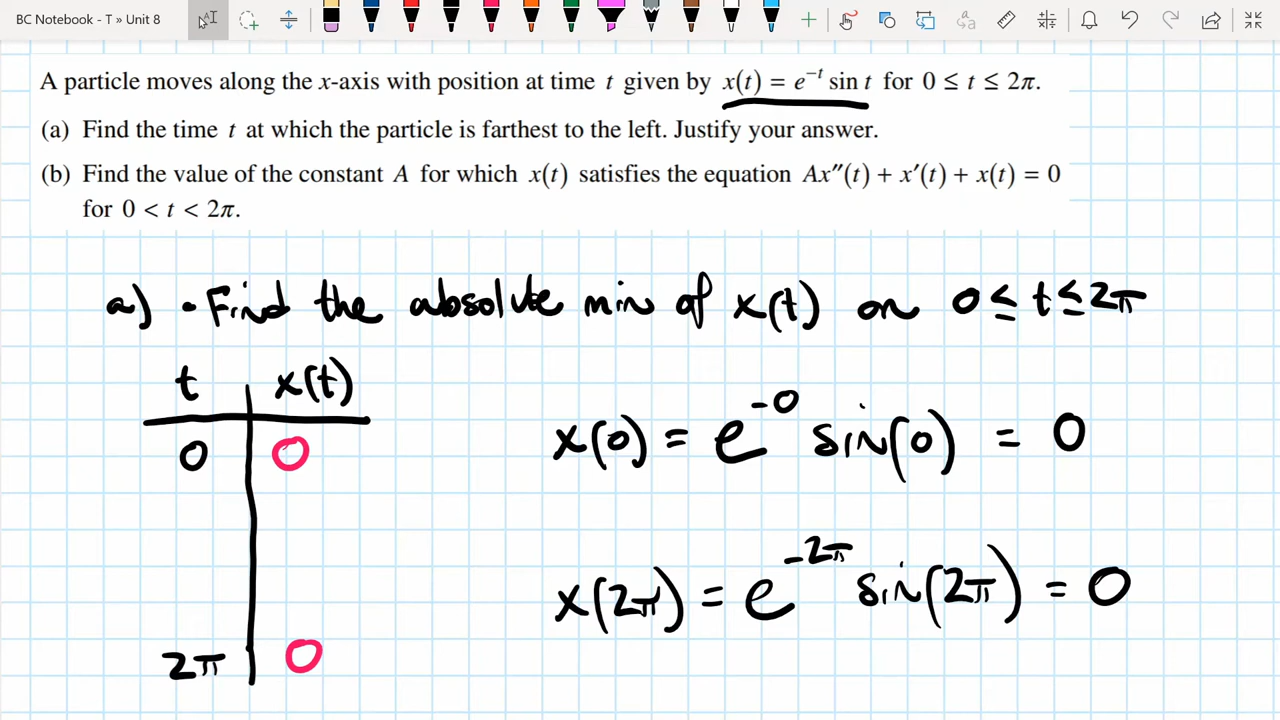 BC Notebook - T » Unit 8
A particle moves along the x-axis with position at time t given by x(t) = e⁻ᵗ sin t for 0 ≤ t ≤ 2π.
(a) Find the time t at which the particle is farthest to the left. Justify your answer.
(b) Find the value of the constant A for which x(t) satisfies the equation Ax″(t) + x′(t) + x(t) = 0
for 0 < t < 2π.
a) • Find the absolute min of x(t) on 0 ≤ t ≤ 2π
t x(t)
0 0
x(0) = e⁻⁰ sin(0) = 0
x(2π) = e^(-2π) sin(2π) = 0
2π 0